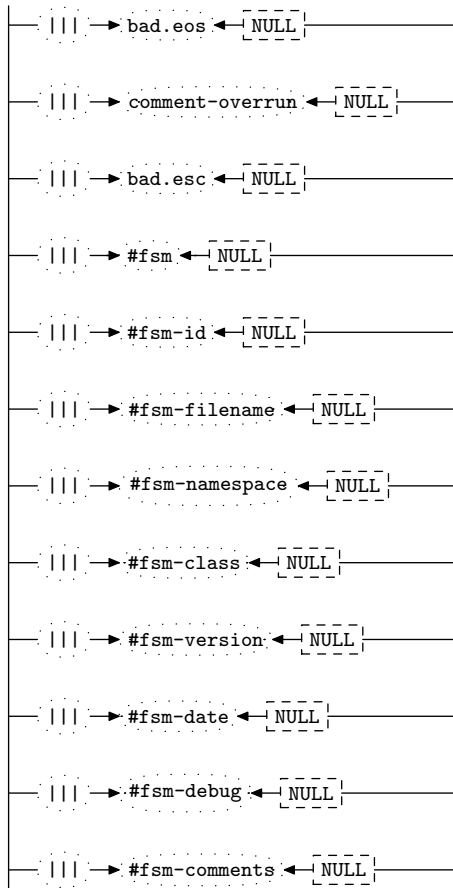 ||| bad.eos NULL
||| comment-overrun NULL
||| bad.esc NULL
||| #fsm NULL
||| #fsm-id NULL
||| #fsm-filename NULL
||| #fsm-namespace NULL
||| #fsm-class NULL
||| #fsm-version NULL
||| #fsm-date NULL
||| #fsm-debug NULL
||| #fsm-comments NULL